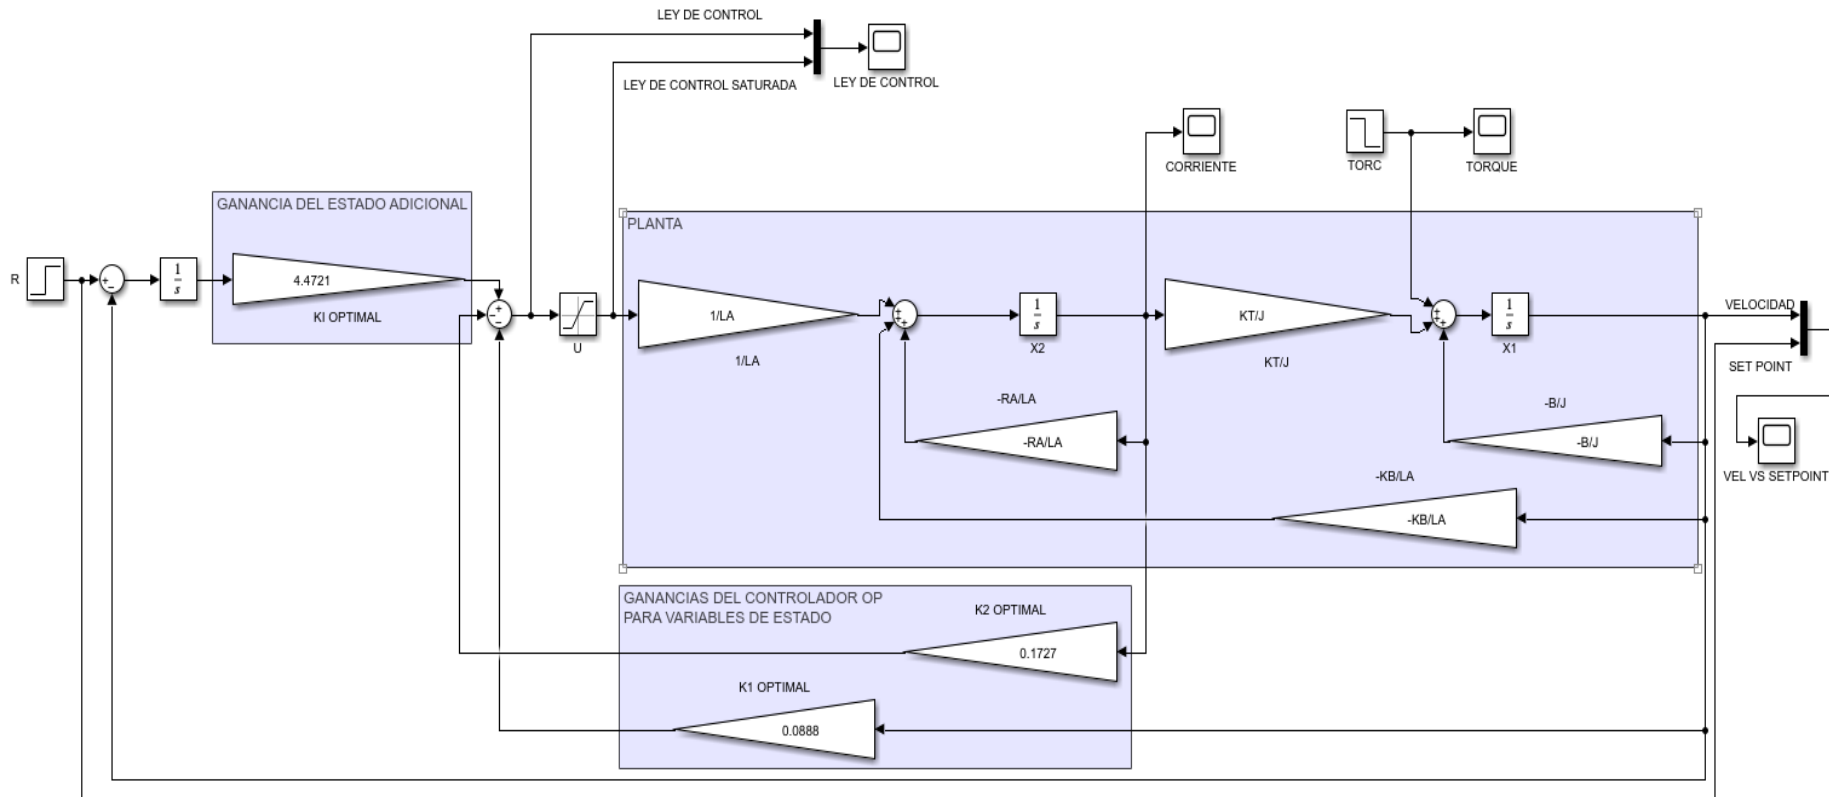 LEY DE CONTROL
LEY DE CONTROL SATURADA
LEY DE CONTROL
CORRIENTE
TORC
TORQUE
GANANCIA DEL ESTADO ADICIONAL
PLANTA
R
+
−
1
s
4.4721
KI OPTIMAL
+
−
−
U
1/LA
1/LA
+
+
+
1
s
X2
KT/J
KT/J
+
+
+
1
s
X1
VELOCIDAD
SET POINT
-RA/LA
-RA/LA
-B/J
-B/J
-KB/LA
-KB/LA
VEL VS SETPOINT
GANANCIAS DEL CONTROLADOR OP
PARA VARIABLES DE ESTADO
K2 OPTIMAL
0.1727
K1 OPTIMAL
0.0888